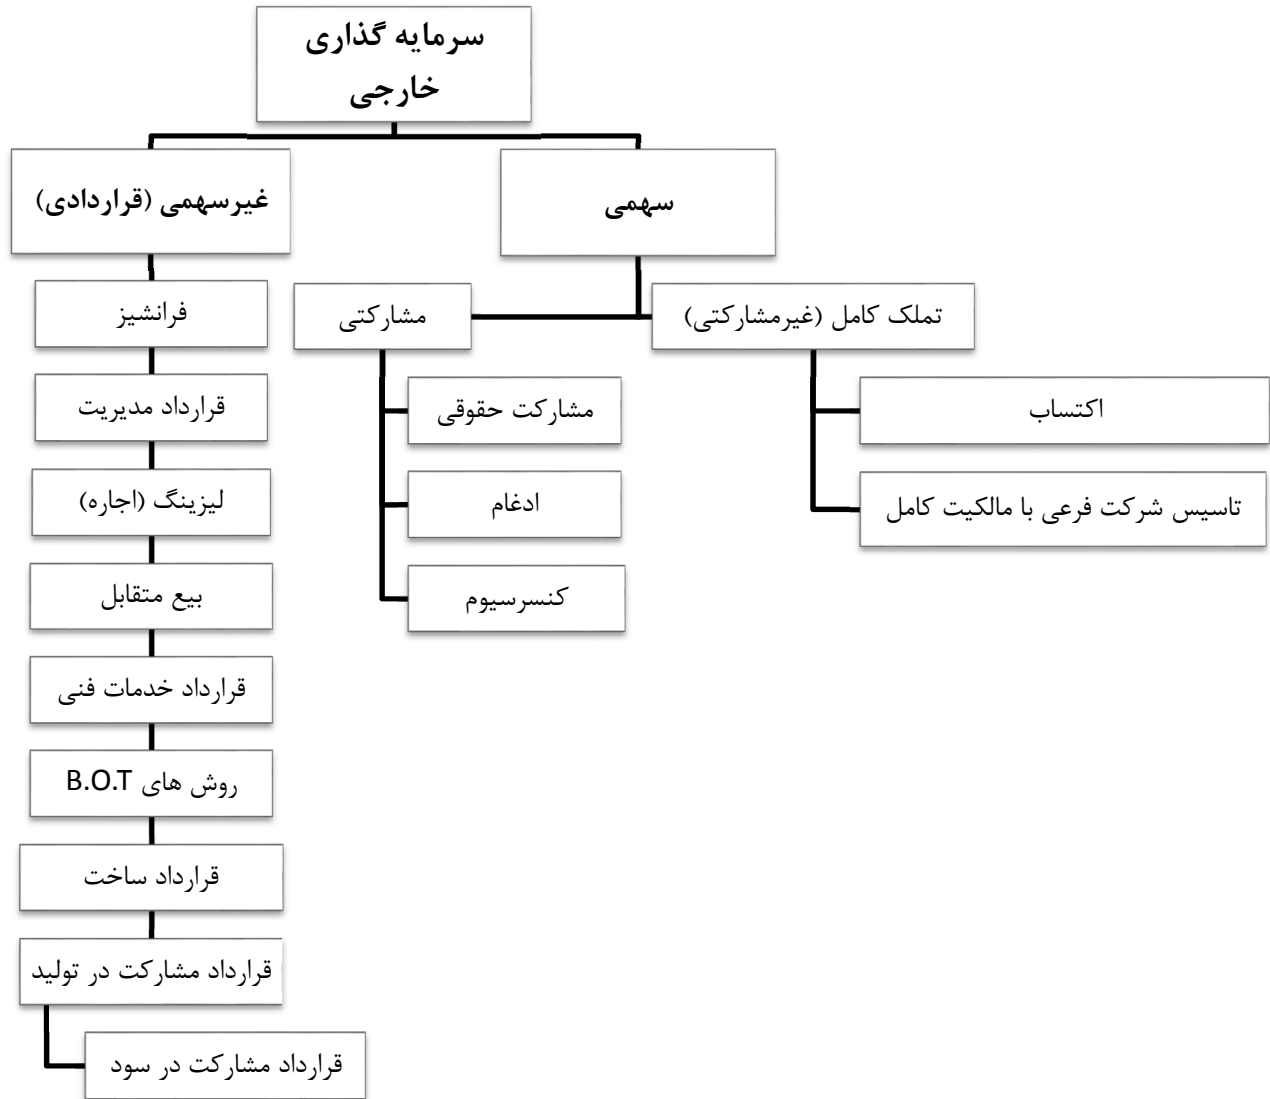 سرمایه گذاری
خارجی
سهمی
غیرسهمی (قراردادی)
تملک کامل (غیرمشارکتی)
اکتساب
تاسیس شرکت فرعی با مالکیت کامل
مشارکتی
مشارکت حقوقی
ادغام
کنسرسیوم
فرانشیز
قرارداد مدیریت
لیزینگ (اجاره)
بیع متقابل
قرارداد خدمات فنی
روش های B.O.T
قرارداد ساخت
قرارداد مشارکت در تولید
قرارداد مشارکت در سود